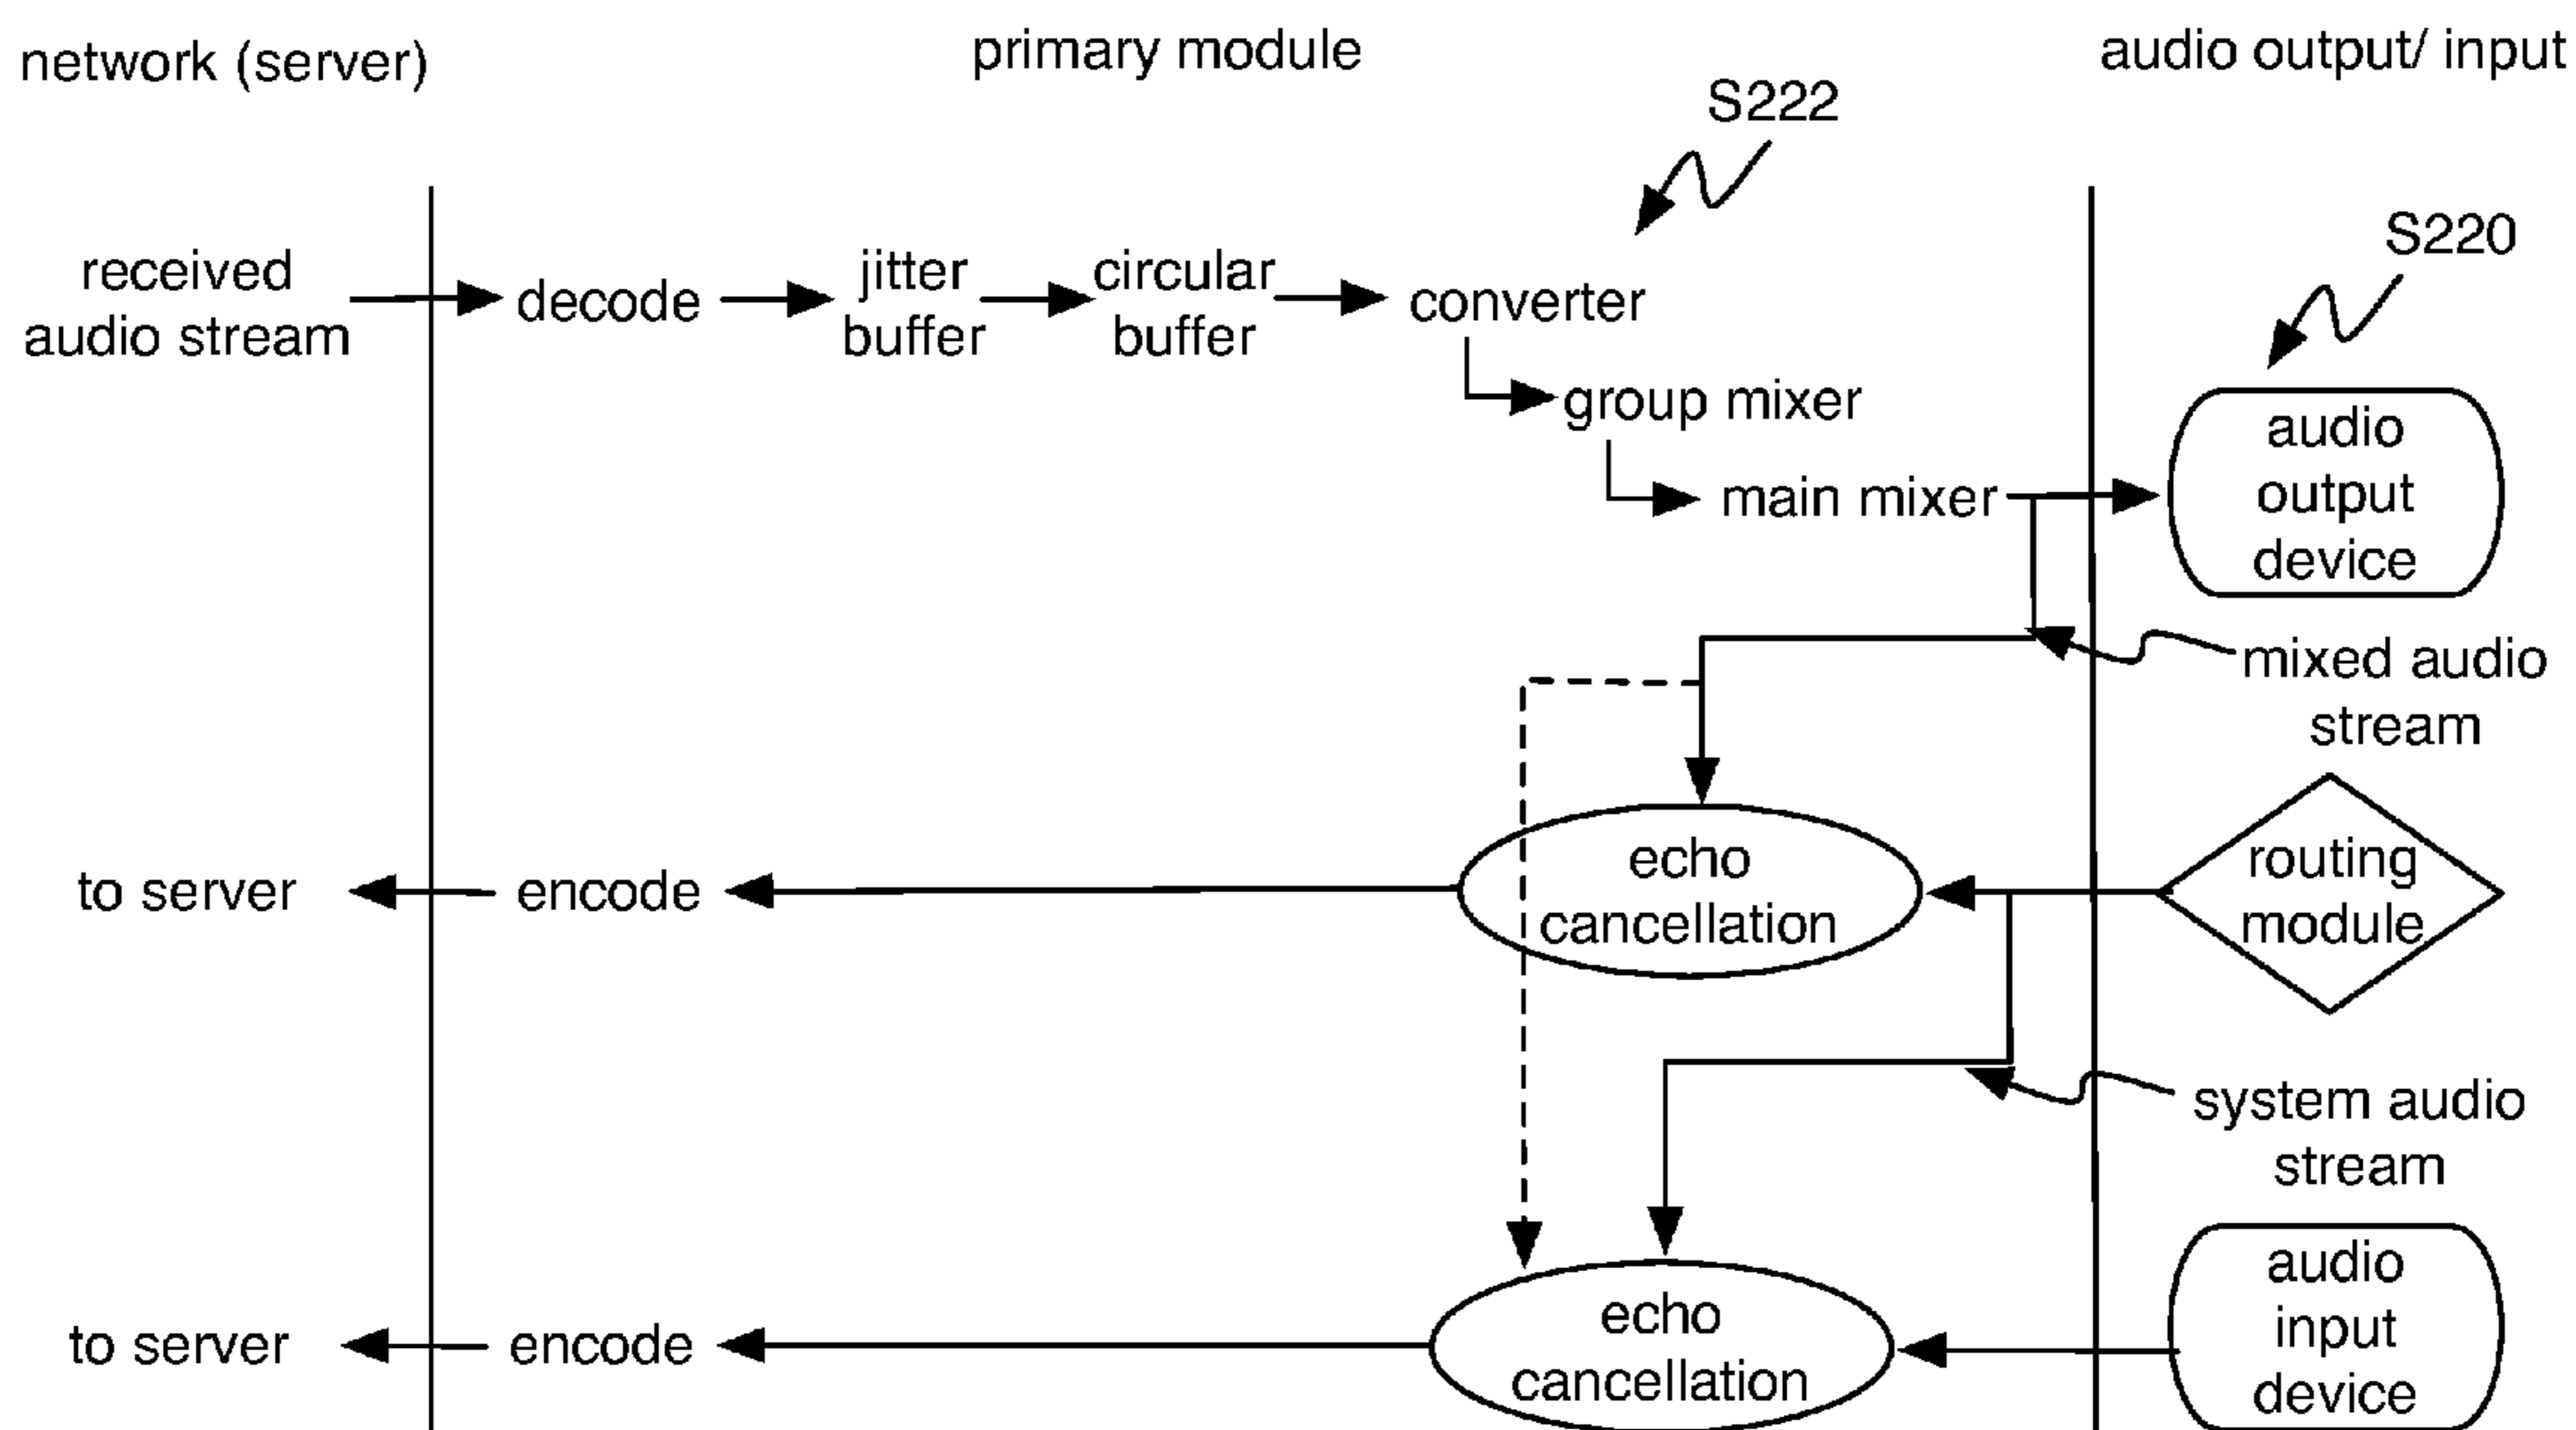 network (server)
primary module
audio output/ input
S222
S220
received
audio stream
decode
jitter
buffer
circular
buffer
converter
group mixer
main mixer
audio
output
device
mixed audio
stream
to server
encode
echo
cancellation
routing
module
system audio
stream
to server
encode
echo
cancellation
audio
input
device